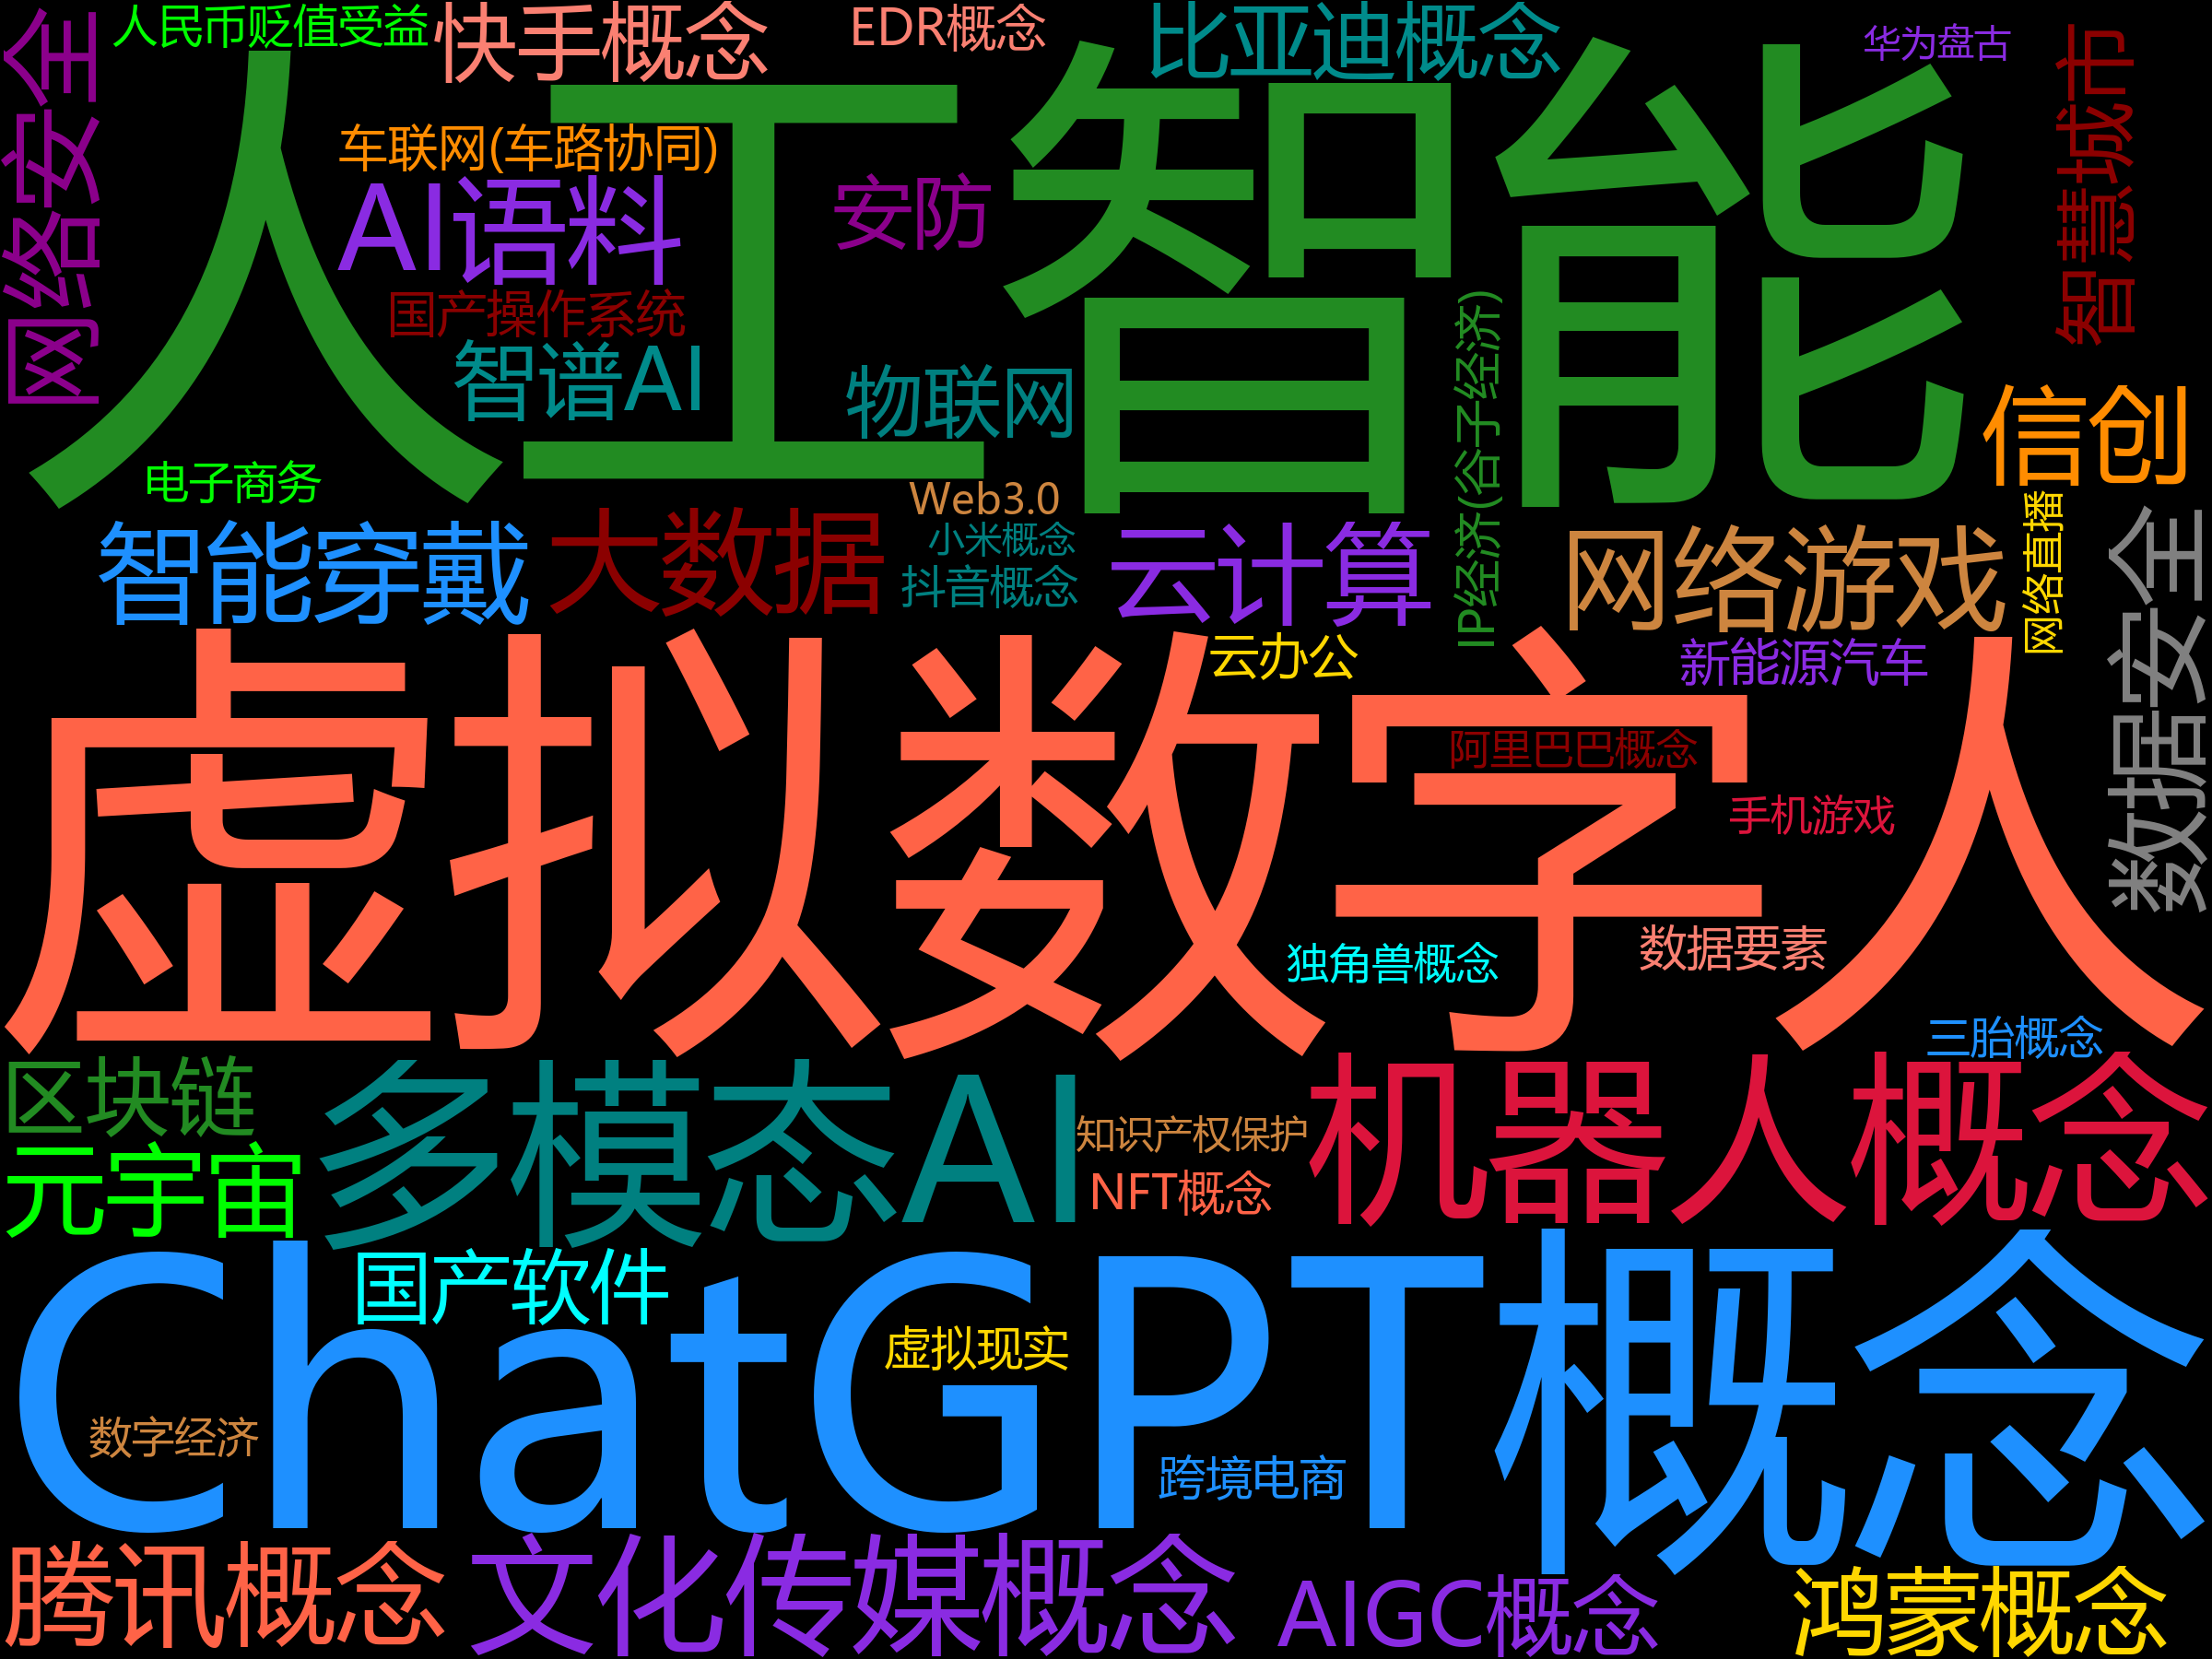 人民币贬值受益
快手概念
EDR概念
比亚迪概念
华为盘古
网络安全
人工智能
智慧城市
车联网(车路协同)
AI语料
安防
国产操作系统
智谱AI
物联网
IP经济(谷子经济)
信创
电子商务
Web3.0
小米概念
抖音概念
智能穿戴
大数据
云计算
网络游戏
网络直播
数据安全
云办公
新能源汽车
虚拟数字人
阿里巴巴概念
手机游戏
独角兽概念
数据要素
三胎概念
区块链
元宇宙
多模态AI
知识产权保护
NFT概念
机器人概念
国产软件
ChatGPT概念
虚拟现实
数字经济
跨境电商
腾讯概念
文化传媒概念
AIGC概念
鸿蒙概念